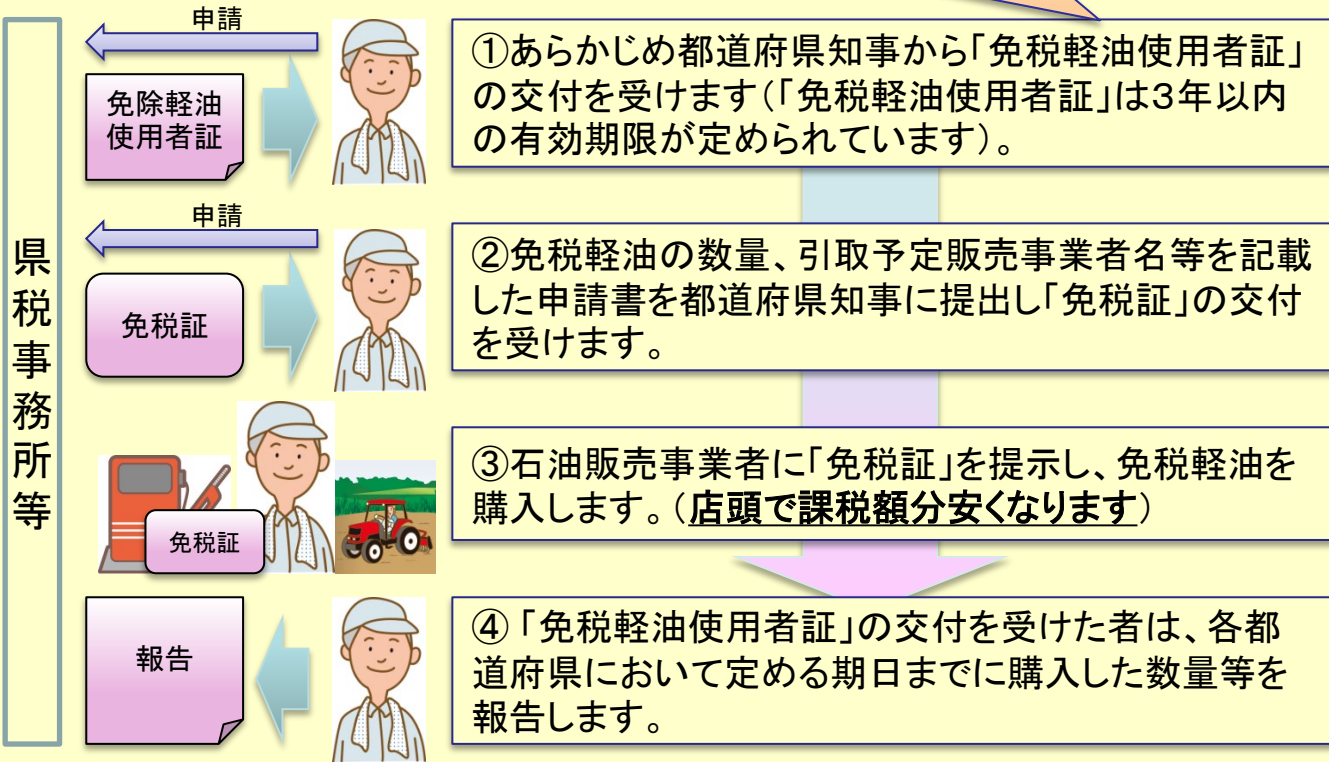 県税事務所等
申請
免除軽油
使用者証
①あらかじめ都道府県知事から「免税軽油使用者証」
の交付を受けます(「免税軽油使用者証」は3年以内
の有効期限が定められています)。
申請
免税証
②免税軽油の数量、引取予定販売事業者名等を記載
した申請書を都道府県知事に提出し「免税証」の交付
を受けます。
免税証
③石油販売事業者に「免税証」を提示し、免税軽油を
購入します。(店頭で課税額分安くなります)
報告
④「免税軽油使用者証」の交付を受けた者は、各都
道府県において定める期日までに購入した数量等を
報告します。